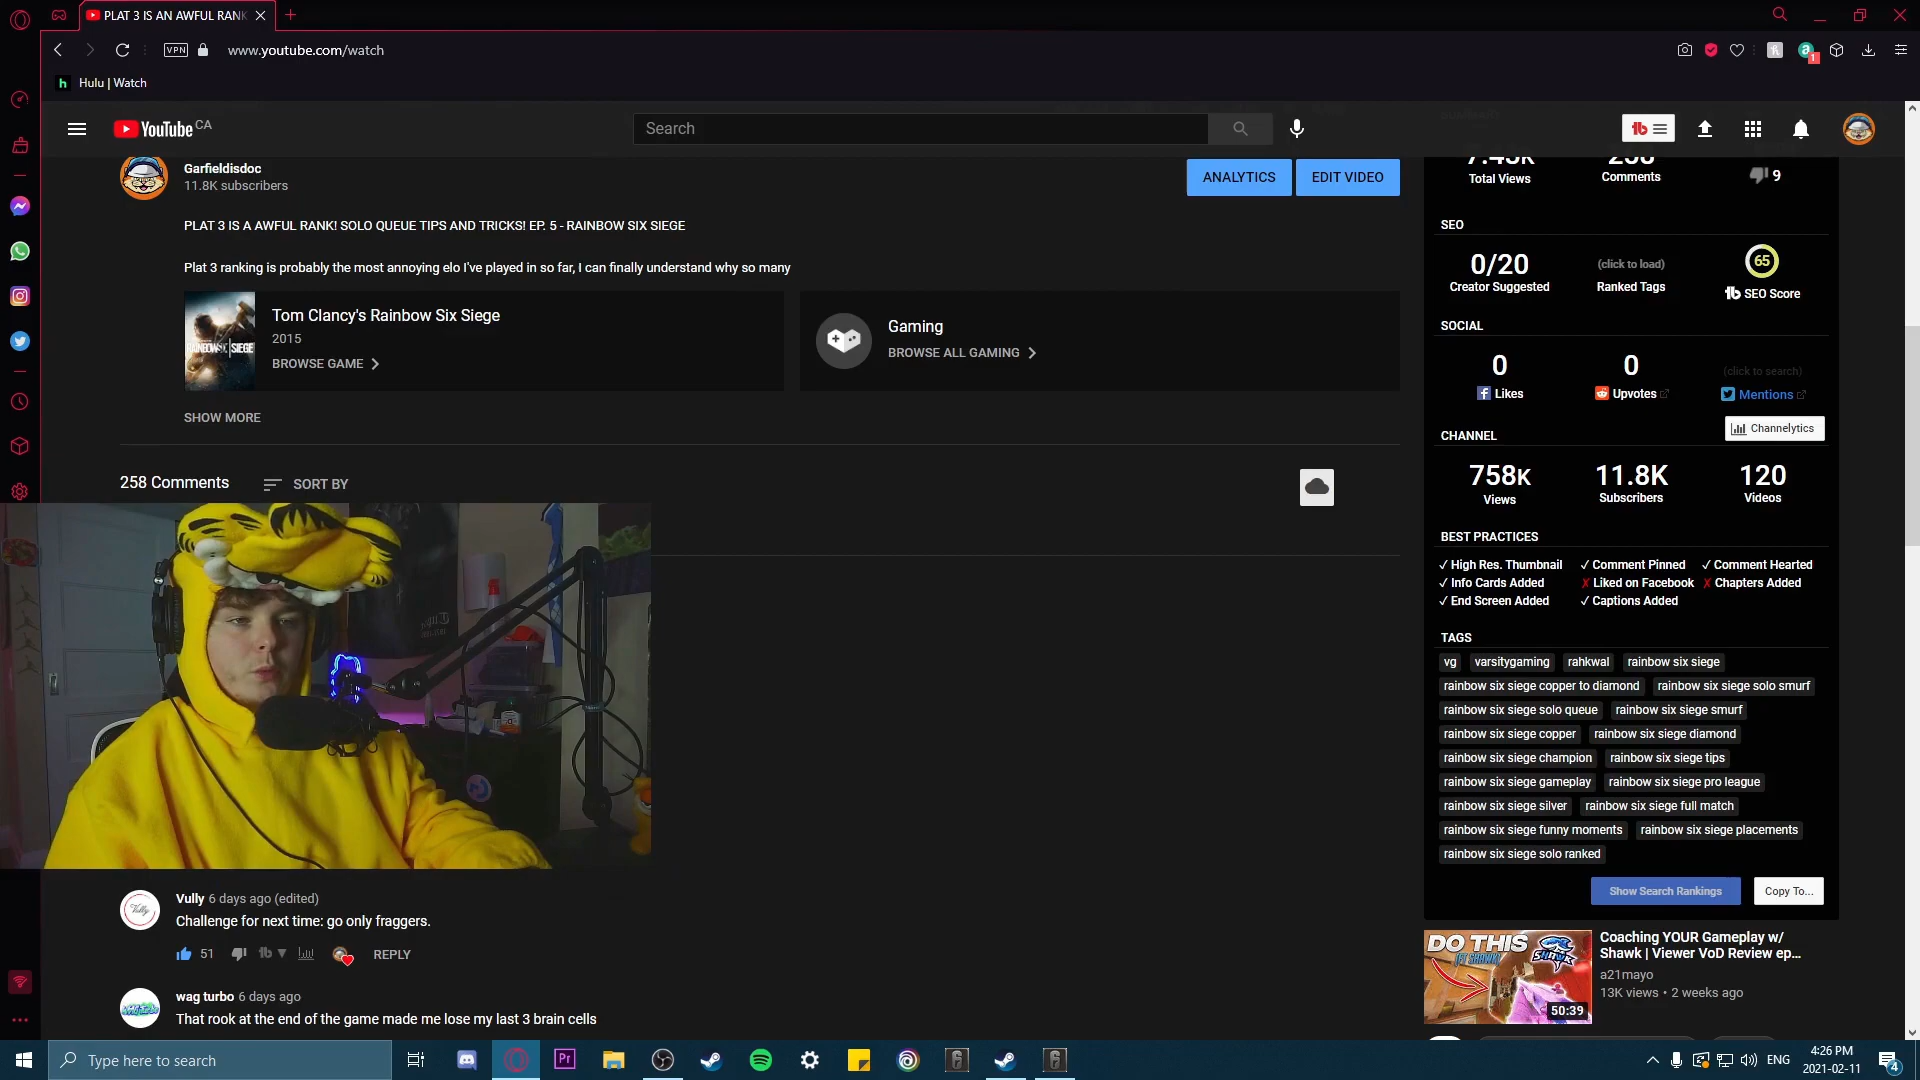 PLAT 3 IS AN AWFUL RANK
VPN
www.youtube.com/watch
1
h Hulu | Watch
YouTube CA
Search
tb
Garfieldisdoc
11.8K subscribers
ANALYTICS
EDIT VIDEO
PLAT 3 IS A AWFUL RANK! SOLO QUEUE TIPS AND TRICKS! EP. 5 - RAINBOW SIX SIEGE
Plat 3 ranking is probably the most annoying elo I've played in so far, I can finally understand why so many
RAINBOW SIX SIEGE
Tom Clancy's Rainbow Six Siege
2015
BROWSE GAME
Gaming
BROWSE ALL GAMING
SHOW MORE
258 Comments
SORT BY
Vully 6 days ago (edited)
Challenge for next time: go only fraggers.
51
REPLY
wag turbo 6 days ago
That rook at the end of the game made me lose my last 3 brain cells
7.43K
258
Total Views
Comments
9
SEO
0/20
(click to load)
65
Creator Suggested
Ranked Tags
tb SEO Score
SOCIAL
0
0
(click to search)
Likes
Upvotes
Mentions
CHANNEL
Channelytics
758K
11.8K
120
Views
Subscribers
Videos
BEST PRACTICES
✓ High Res. Thumbnail ✓ Comment Pinned ✓ Comment Hearted
✓ Info Cards Added ✗ Liked on Facebook ✗ Chapters Added
✓ End Screen Added ✓ Captions Added
TAGS
vg varsitygaming rahkwal rainbow six siege
rainbow six siege copper to diamond rainbow six siege solo smurf
rainbow six siege solo queue rainbow six siege smurf
rainbow six siege copper rainbow six siege diamond
rainbow six siege champion rainbow six siege tips
rainbow six siege gameplay rainbow six siege pro league
rainbow six siege silver rainbow six siege full match
rainbow six siege funny moments rainbow six siege placements
rainbow six siege solo ranked
Show Search Rankings
Copy To...
DO THIS
SHAWK
50:39
Coaching YOUR Gameplay w/
Shawk | Viewer VoD Review ep...
a21mayo
13K views • 2 weeks ago
Type here to search
Pr
ENG
4:26 PM
2021-02-11
4